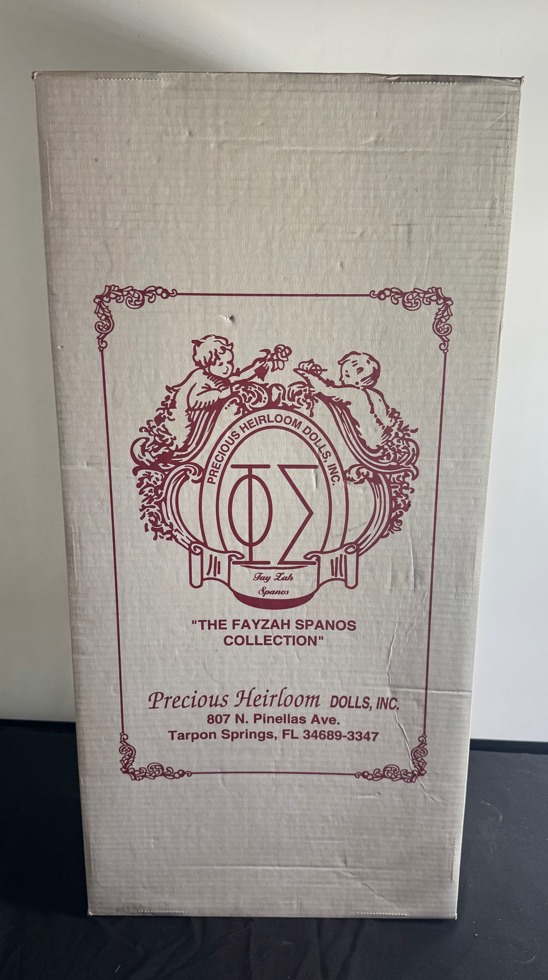 PRECIOUS HEIRLOOM DOLLS, INC.
ΦΣ
Fay Zah
Spanos
"THE FAYZAH SPANOS
COLLECTION"
Precious Heirloom DOLLS, INC.
807 N. Pinellas Ave.
Tarpon Springs, FL 34689-3347